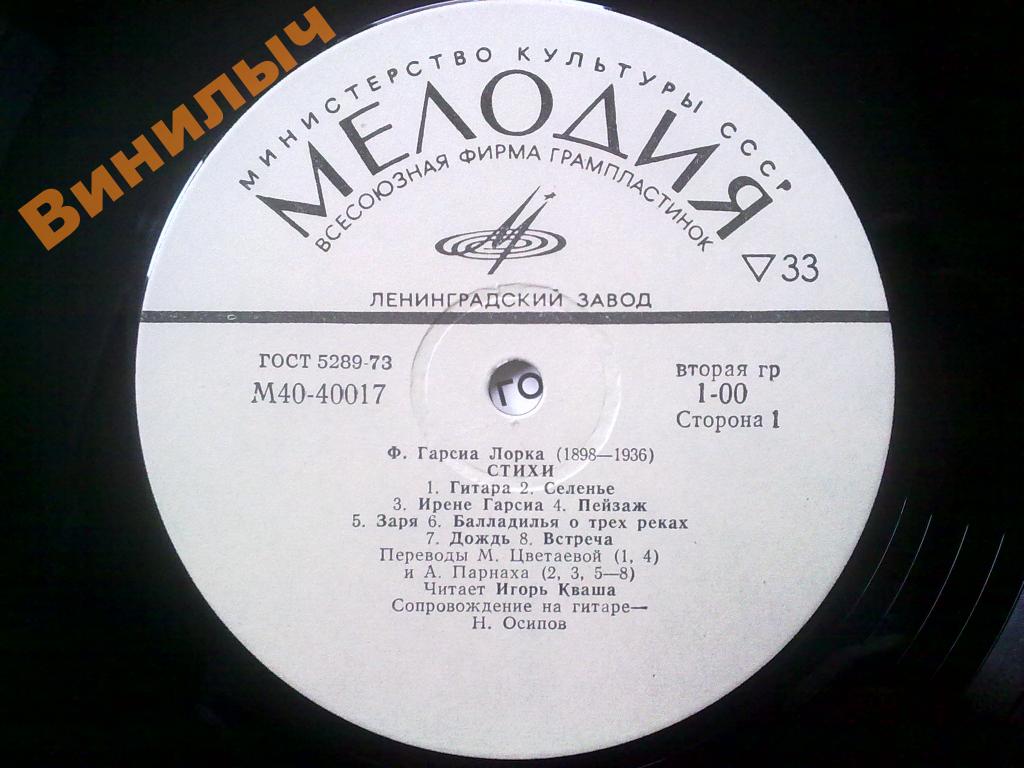 Винилыч
МИНИСТЕРСТВО КУЛЬТУРЫ СССР
МЕЛОДИЯ
ВСЕСОЮЗНАЯ ФИРМА ГРАМПЛАСТИНОК
▽33
ЛЕНИНГРАДСКИЙ ЗАВОД
ГОСТ 5289-73
М40-40017
вторая гр
1-00
Сторона 1
ГО
Ф. Гарсиа Лорка (1898—1936)
СТИХИ
1. Гитара 2. Селенье
3. Ирене Гарсиа 4. Пейзаж
5. Заря 6. Балладилья о трех реках
7. Дождь 8. Встреча
Переводы М. Цветаевой (1, 4)
и А. Парнаха (2, 3, 5—8)
Читает Игорь Кваша
Сопровождение на гитаре—
Н. Осипов